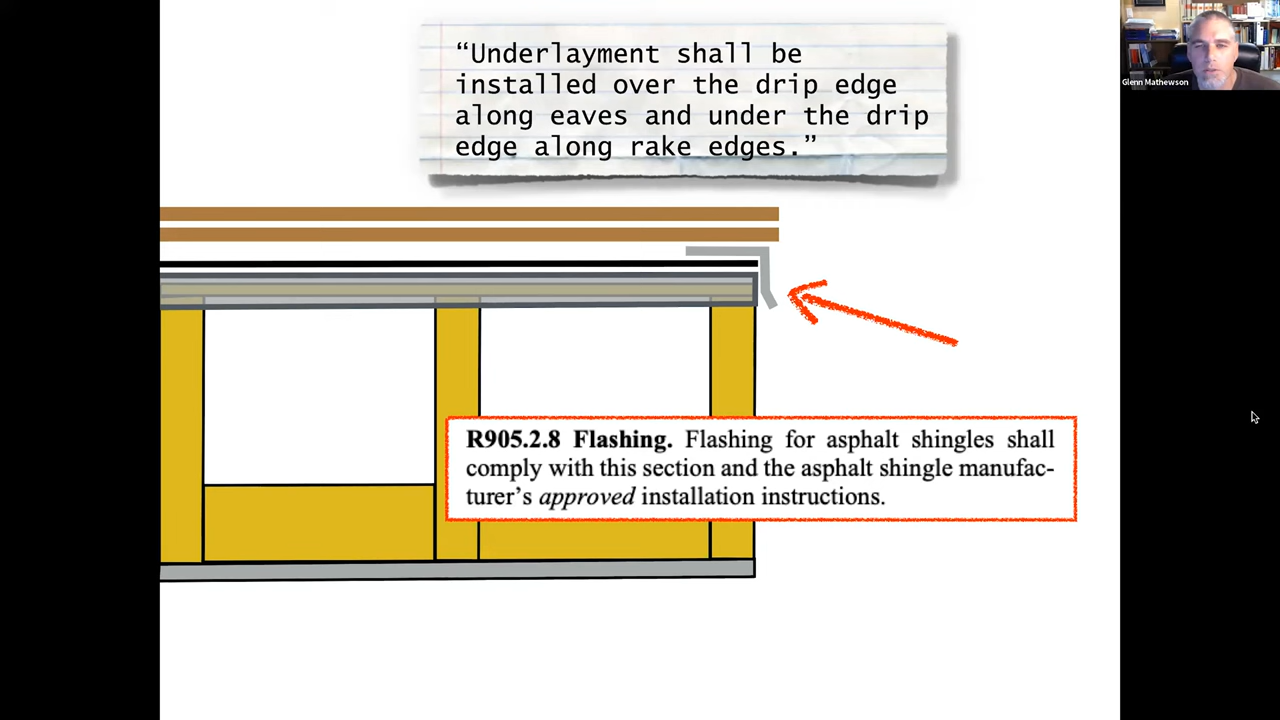 “Underlayment shall be
installed over the drip edge
along eaves and under the drip
edge along rake edges.”
Glenn Mathewson
R905.2.8 Flashing. Flashing for asphalt shingles shall
comply with this section and the asphalt shingle manufac-
turer’s approved installation instructions.